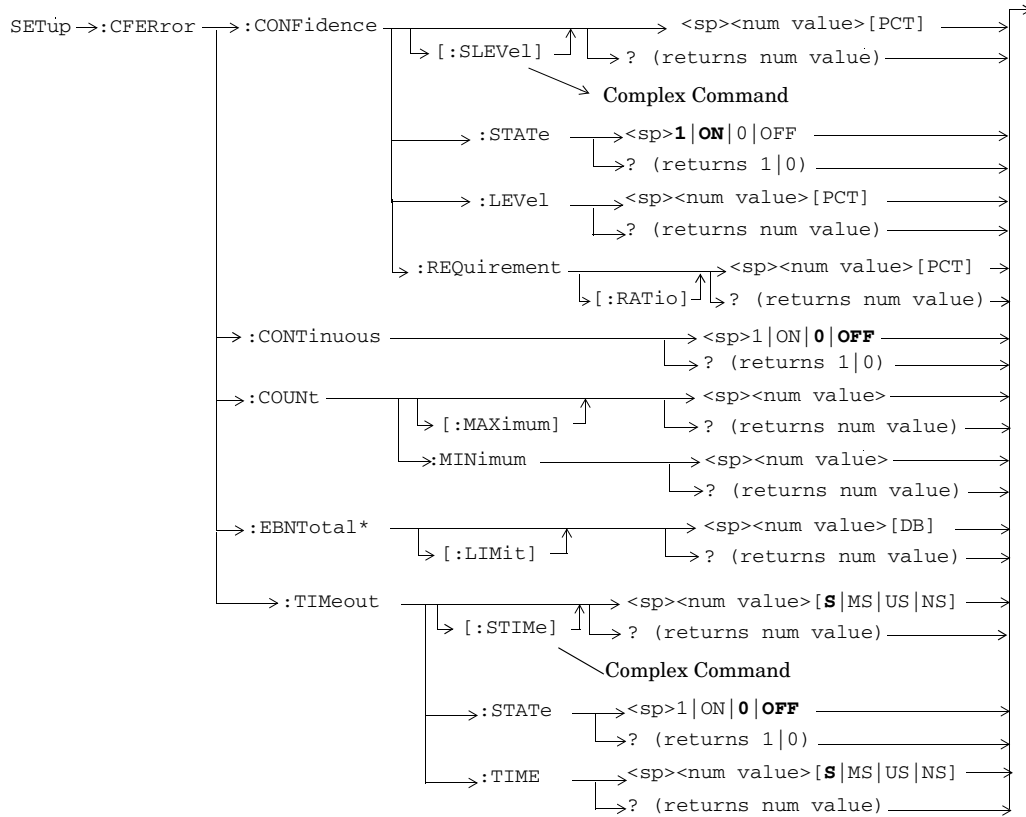 SETup :CFERror :CONFidence <sp><num value>[PCT]
[:SLEVel] ? (returns num value)
Complex Command
:STATe <sp>1|ON|0|OFF
? (returns 1|0)
:LEVel <sp><num value>[PCT]
? (returns num value)
:REQuirement <sp><num value>[PCT]
[:RATio] ? (returns num value)
:CONTinuous <sp>1|ON|0|OFF
? (returns 1|0)
:COUNt <sp><num value>
[:MAXimum] ? (returns num value)
:MINimum <sp><num value>
? (returns num value)
:EBNTotal* <sp><num value>[DB]
[:LIMit] ? (returns num value)
:TIMeout <sp><num value>[S|MS|US|NS]
[:STIMe] ? (returns num value)
Complex Command
:STATe <sp>1|ON|0|OFF
? (returns 1|0)
:TIME <sp><num value>[S|MS|US|NS]
? (returns num value)